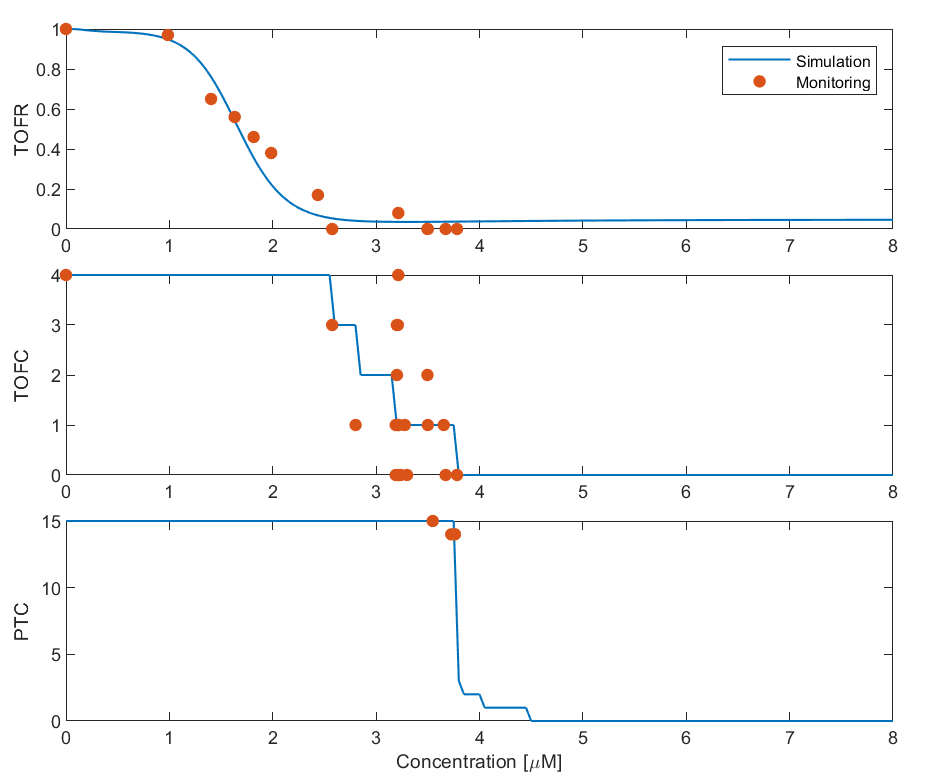 1
0.8
0.6
0.4
0.2
0
TOFR
Simulation
Monitoring
0 1 2 3 4 5 6 7 8
4
3
2
1
0
TOFC
0 1 2 3 4 5 6 7 8
15
10
5
0
PTC
0 1 2 3 4 5 6 7 8
Concentration [μM]